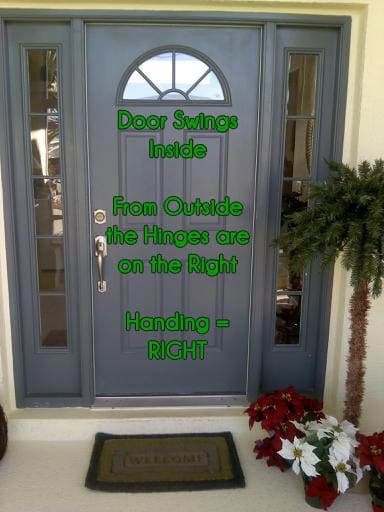 Door Swings
Inside
From Outside
the Hinges are
on the Right
Handing =
RIGHT
WELCOME